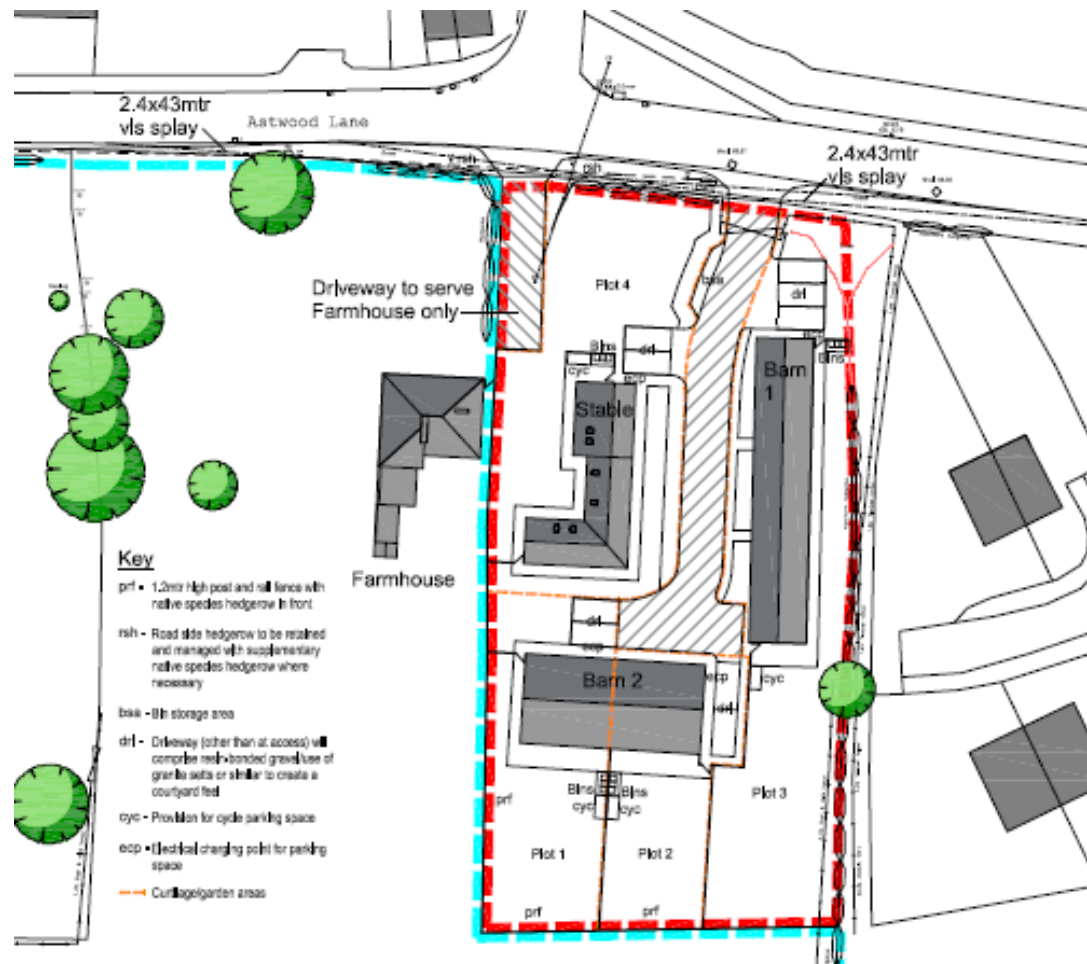 2.4x43mtr
vis splay
Astwood Lane
rsh
rsh
2.4x43mtr
vis splay
Driveway to serve
Farmhouse only
Plot 4
bsa
drl
drl
Bins
cyc
ecp
Bins
Barn
1
Stable
Farmhouse
drl
ecp
Barn 2
ecp
cyc
drl
Bins
Bins
cyc
cyc
prf
Plot 3
Plot 1
Plot 2
prf
prf
Key
prf - 1.2mtr high post and rail fence with
native species hedgerow in front
rsh - Road side hedgerow to be retained
and managed with supplementary
native species hedgerow where
necessary
bsa - Bin storage area
drl - Driveway (other than at access) will
comprise resin-bonded gravel/use of
granite setts or similar to create a
courtyard feel
cyc - Provision for cycle parking space
ecp - Electrical charging point for parking
space
Curtilage/garden areas